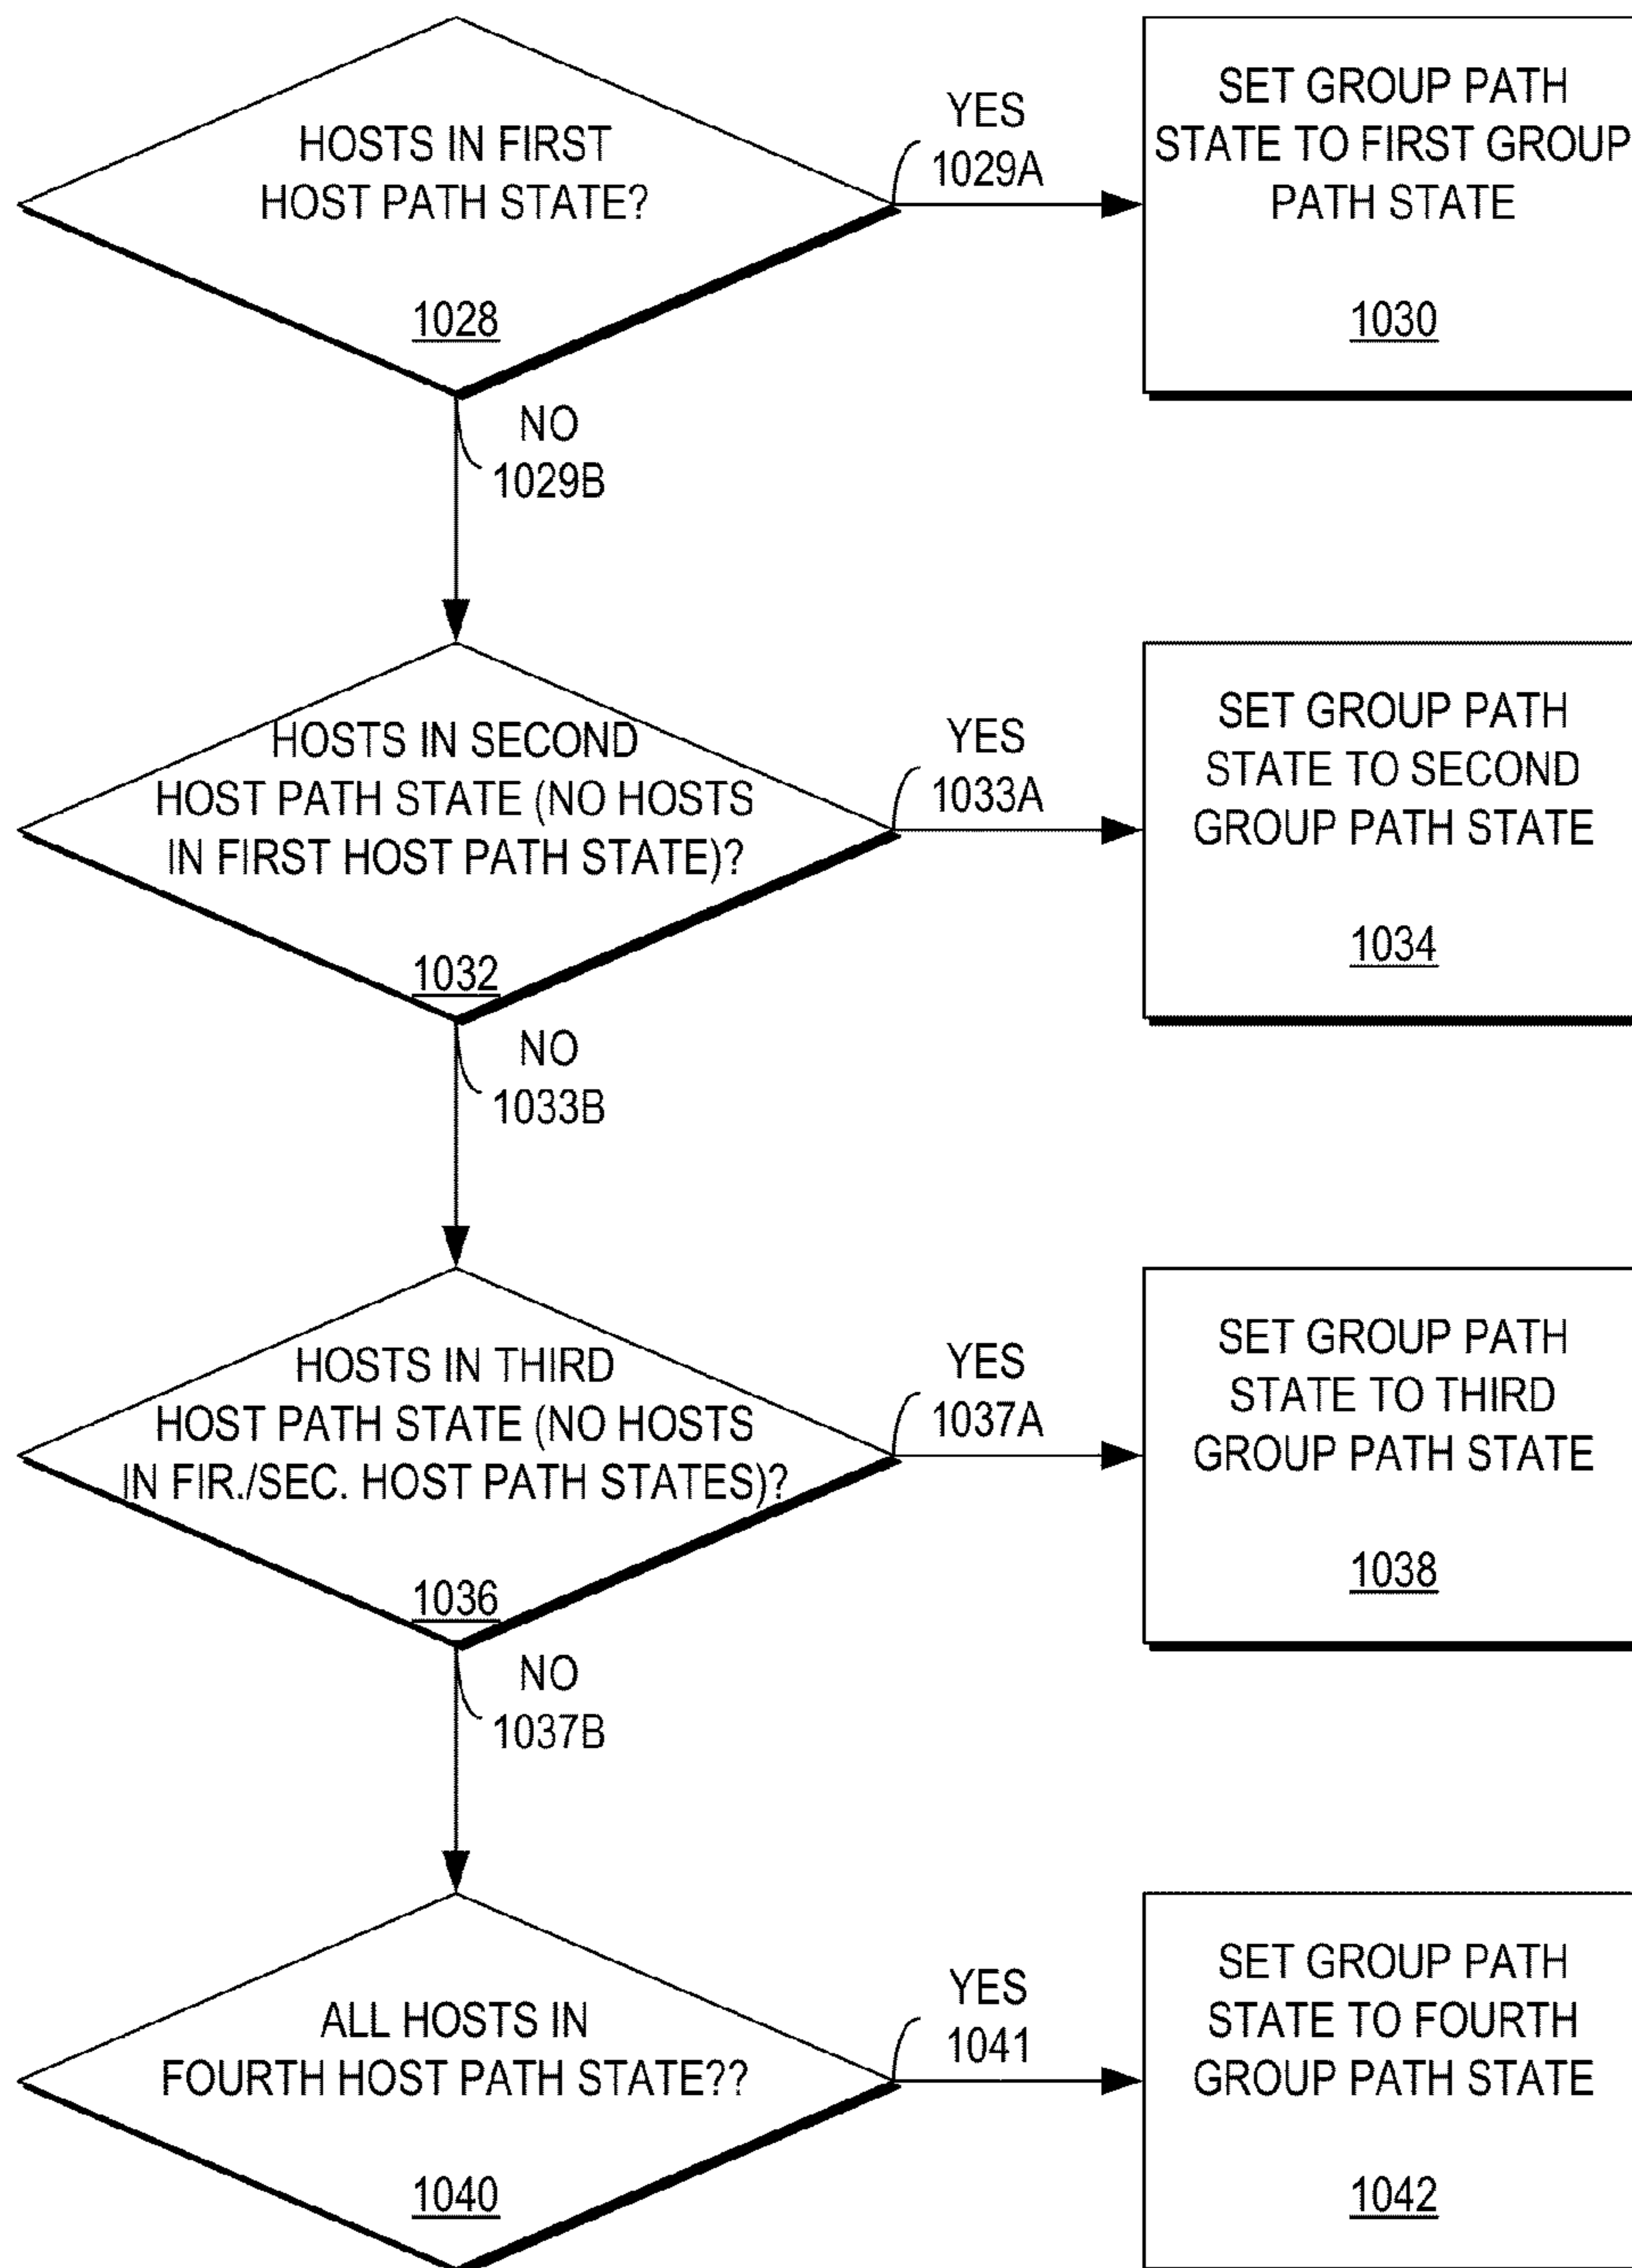 HOSTS IN FIRST
HOST PATH STATE?
1028
YES
1029A
SET GROUP PATH
STATE TO FIRST GROUP
PATH STATE
1030
NO
1029B
HOSTS IN SECOND
HOST PATH STATE (NO HOSTS
IN FIRST HOST PATH STATE)?
1032
YES
1033A
SET GROUP PATH
STATE TO SECOND
GROUP PATH STATE
1034
NO
1033B
HOSTS IN THIRD
HOST PATH STATE (NO HOSTS
IN FIR./SEC. HOST PATH STATES)?
1036
YES
1037A
SET GROUP PATH
STATE TO THIRD
GROUP PATH STATE
1038
NO
1037B
ALL HOSTS IN
FOURTH HOST PATH STATE??
1040
YES
1041
SET GROUP PATH
STATE TO FOURTH
GROUP PATH STATE
1042